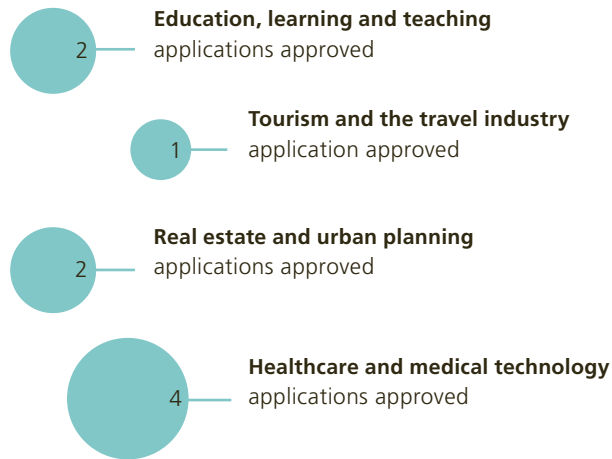 Education, learning and teaching
2 applications approved
Tourism and the travel industry
1 application approved
Real estate and urban planning
2 applications approved
Healthcare and medical technology
4 applications approved